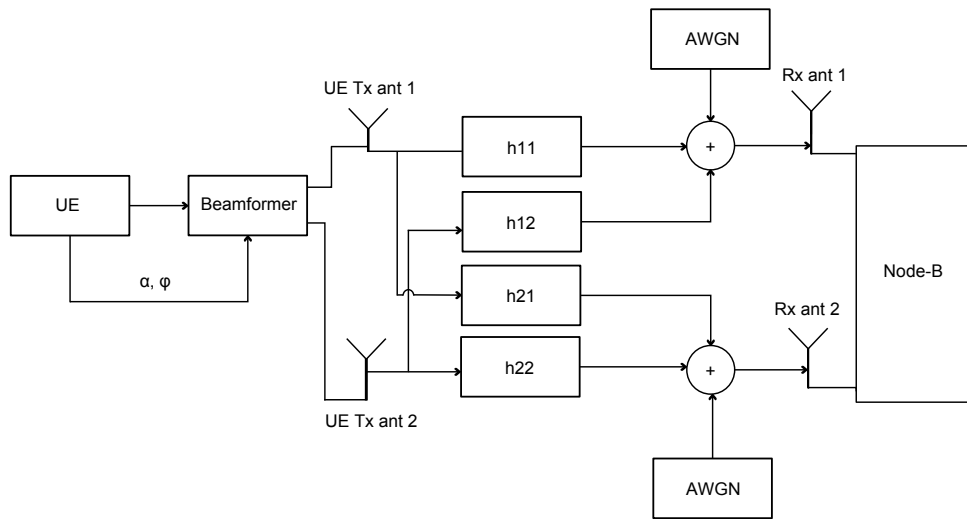 AWGN
UE Tx ant 1
Rx ant 1
h11
+
UE
Beamformer
h12
α, φ
h21
Node-B
Rx ant 2
h22
+
UE Tx ant 2
AWGN